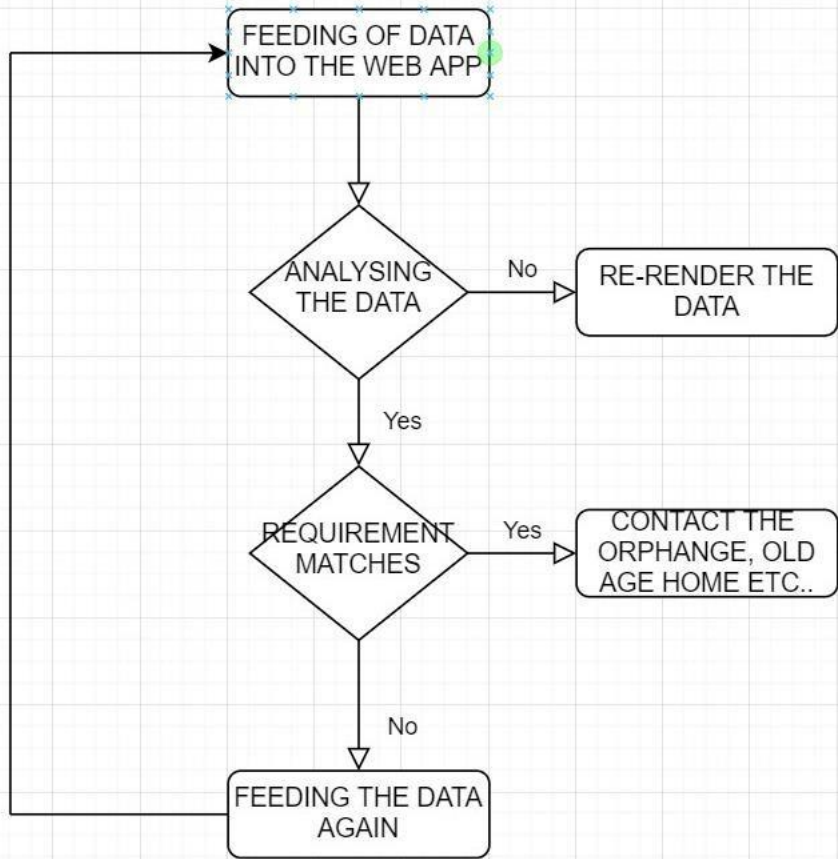 FEEDING OF DATA
INTO THE WEB APP
ANALYSING
THE DATA
No
RE-RENDER THE
DATA
Yes
REQUIREMENT
MATCHES
Yes
CONTACT THE
ORPHANGE, OLD
AGE HOME ETC..
No
FEEDING THE DATA
AGAIN